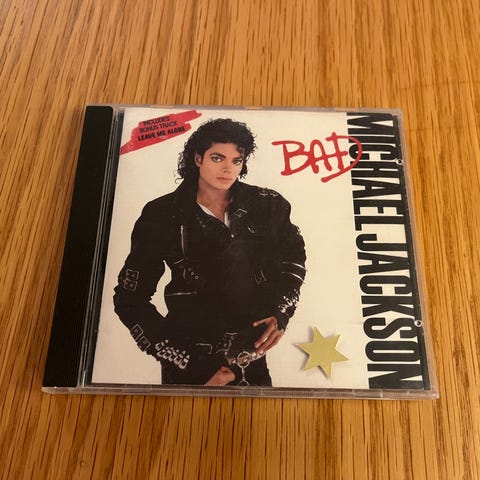 INCLUDES
BONUS TRACK
LEAVE ME ALONE
BAD
MICHAEL JACKSON